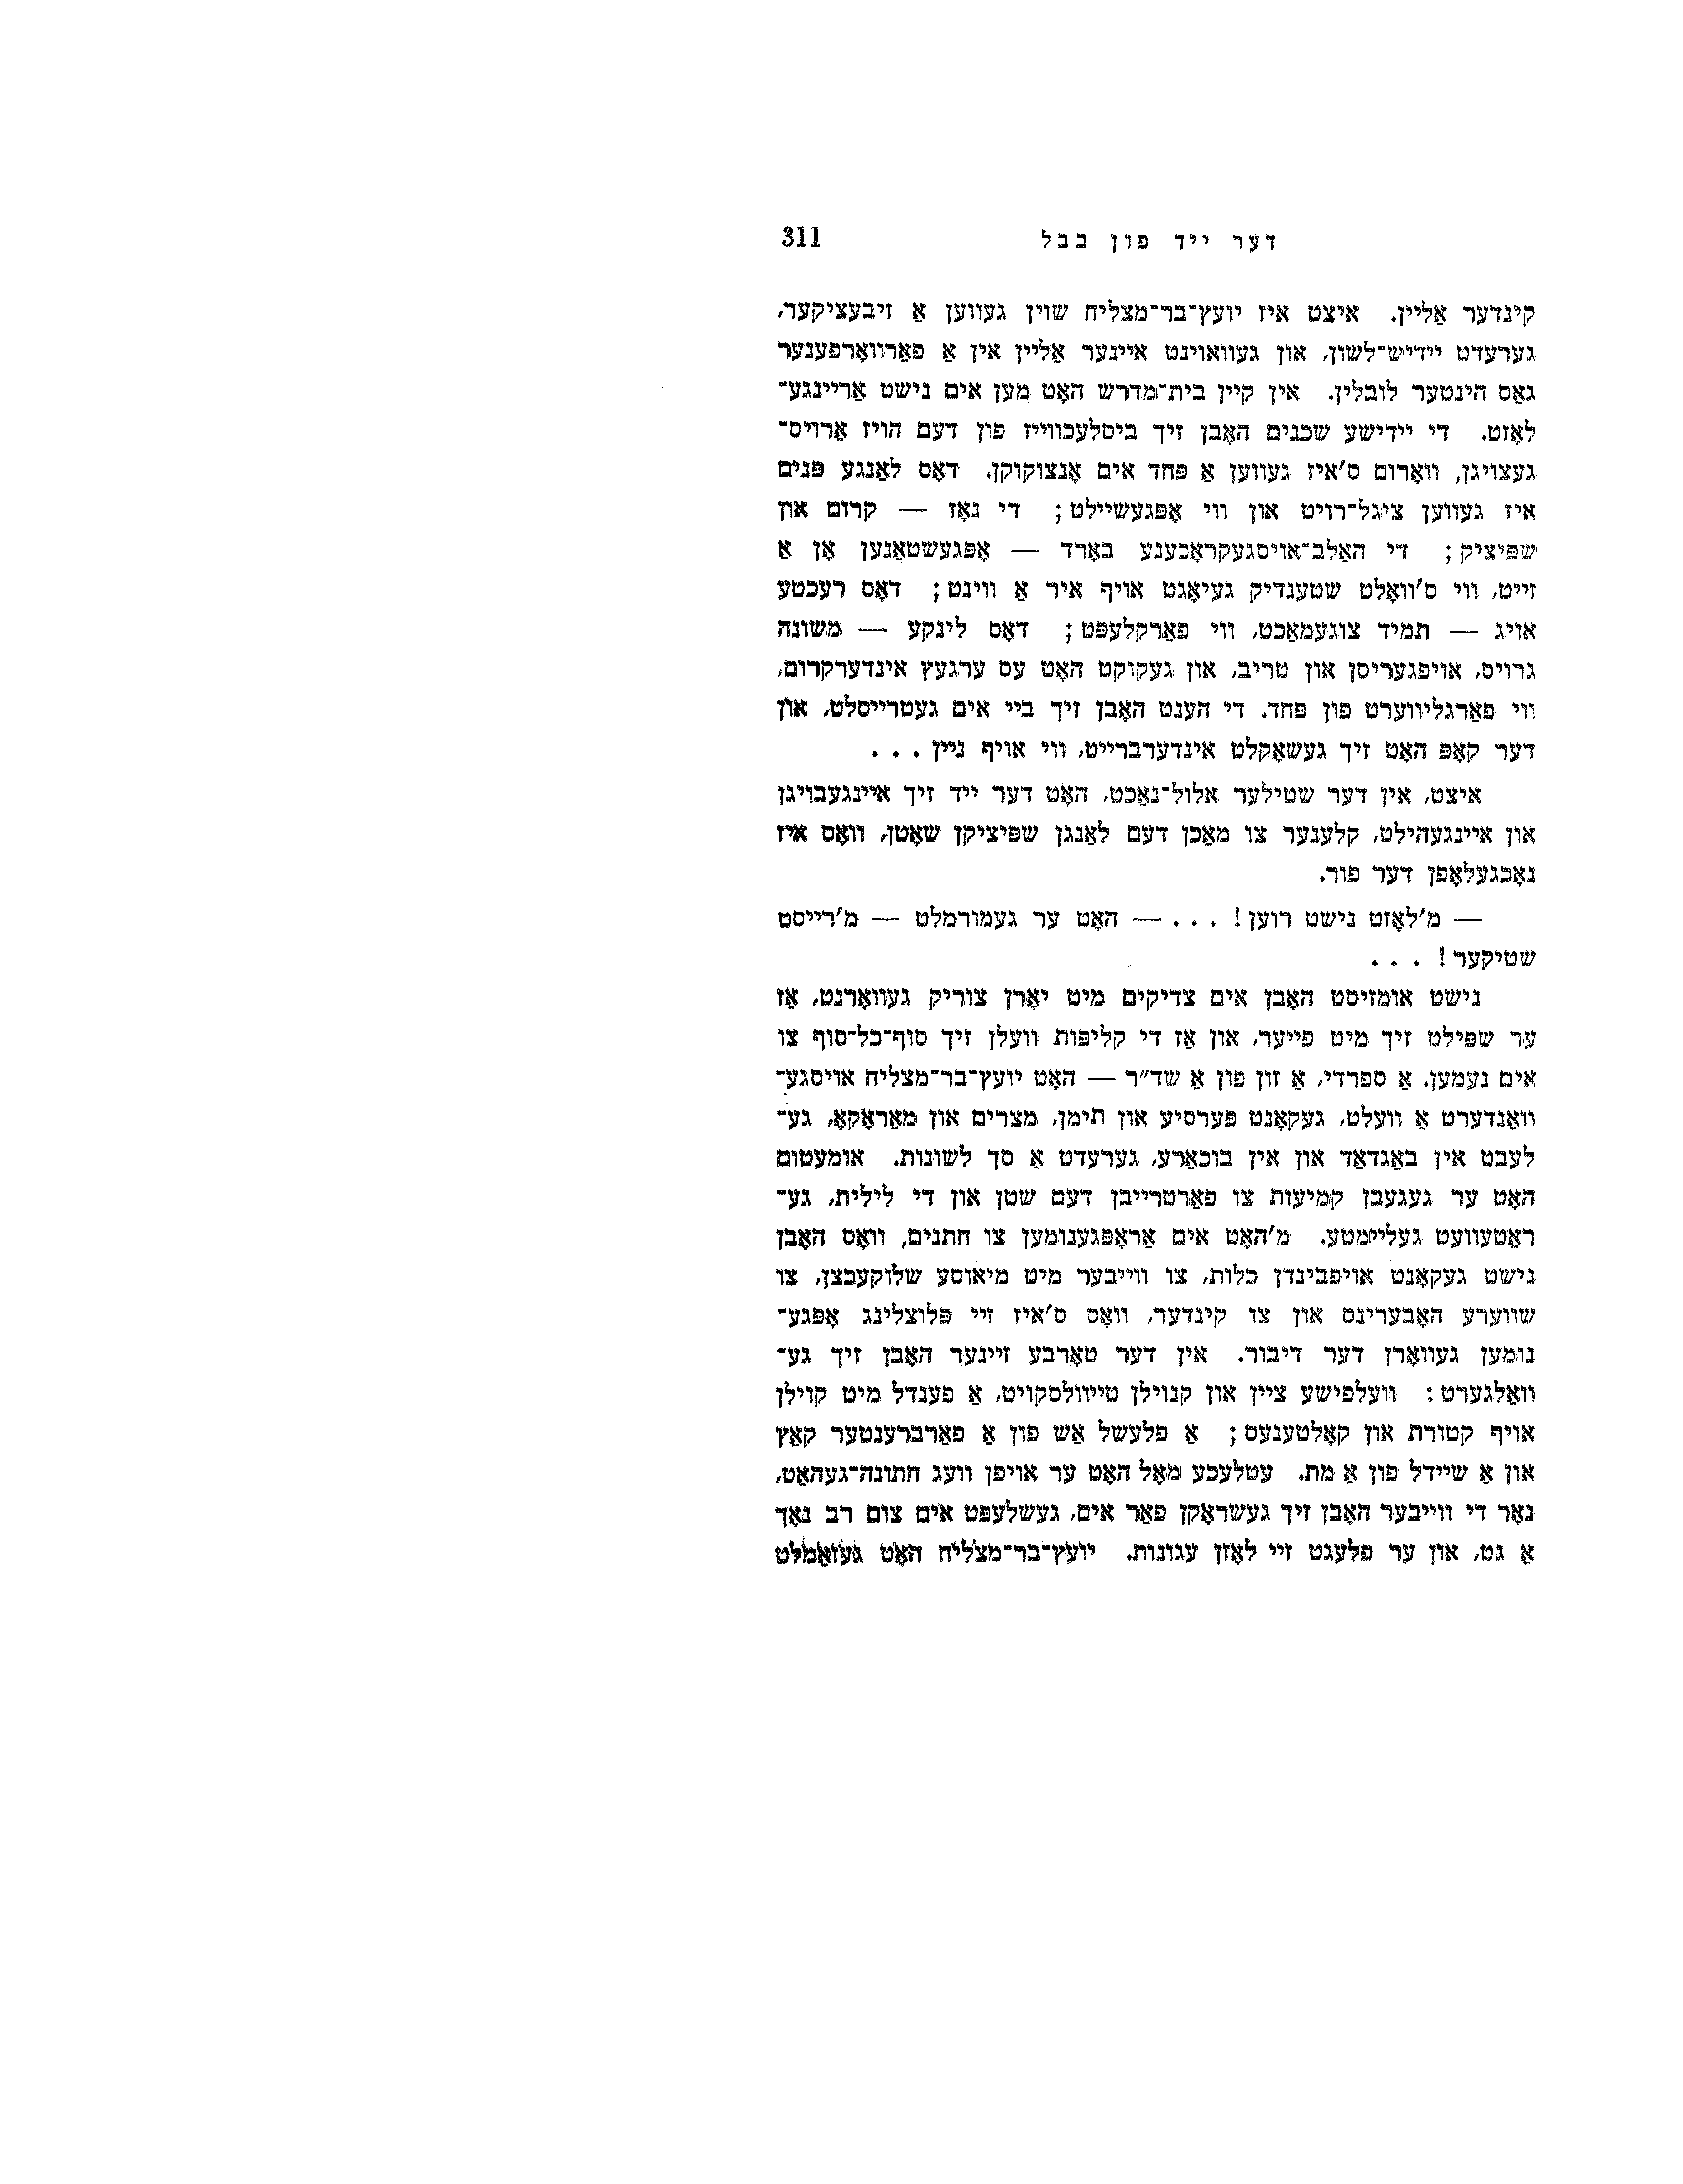 דער ייד פון בבל 311
קינדער אַליין. איצט איז יועץ־בר־מצליח שוין געווען אַ זיבעציקער,
גערעדט יידיש־לשון, און געוואוינט איינער אַליין אין אַ פאַרוואָרפענער
גאַס הינטער לובלין. אין קיין בית־מדרש האָט מען אים נישט אַריינגע־
לאָזט. די יידישע שכנים האָבן זיך ביסלעכווייז פון דעם הויז אַרויס־
געצויגן, וואָרום ס'איז געווען אַ פּחד אים אָנצוקוקן. דאָס לאַנגע פּנים
איז געווען ציגל־רויט און ווי אָפּגעשיילט; די נאָז — קרום און
שפּיציק; די האַלב־אויסגעקראָכענע באָרד — אָפּגעשטאַנען אָן אַ
זייט, ווי ס'וואָלט שטענדיק געיאָגט אויף איר אַ ווינט; דאָס רעכטע
אויג — תמיד צוגעמאַכט, ווי פאַרקלעפּט; דאָס לינקע — משונה
גרויס, אויפגעריסן און טריב, און געקוקט האָט עס ערגעץ אינדערקרום,
ווי פאַרגליווערט פון פּחד. די הענט האָבן זיך ביי אים געטרייסלט, און
דער קאָפּ האָט זיך געשאָקלט אינדערברייט, ווי אויף ניין . . .
איצט, אין דער שטילער אלול־נאַכט, האָט דער ייד זיך איינגעבויגן
און איינגעהילט, קלענער צו מאַכן דעם לאַנגן שפּיציקן שאָטן, וואָס איז
נאָכגעלאָפן דער פור.
— מ'לאָזט נישט רוען! . . . — האָט ער געמורמלט — מ'רייסט
שטיקער! . . .
נישט אומזיסט האָבן אים צדיקים מיט יאָרן צוריק געוואָרנט, אַז
ער שפּילט זיך מיט פייער, און אַז די קליפּות וועלן זיך סוף־כל־סוף צו
אים נעמען. אַ ספרדי, אַ זון פון אַ שד״ר — האָט יועץ־בר־מצליח אויסגע־
וואַנדערט אַ וועלט, געקאָנט פּערסיע און תימן, מצרים און מאַראָקאָ, גע־
לעבט אין באַגדאַד און אין בוכאַרע, גערעדט אַ סך לשונות. אומעטום
האָט ער געגעבן קמיעות צו פאַרטרייבן דעם שטן און די לילית, גע־
ראַטעוועט געליימטע. מ'האָט אים אַראָפּגענומען צו חתנים, וואָס האָבן
נישט געקאָנט אויפבינדן כלות, צו ווייבער מיט מיאוסע שלוקעכצן, צו
שווערע האָבערינס און צו קינדער, וואָס ס'איז זיי פּלוצלינג אָפּגע־
נומען געוואָרן דער דיבור. אין דער טאָרבע זיינער האָבן זיך גע־
וואַלגערט: וועלפישע ציין און קנוילן טייוולסקויט, אַ פענדל מיט קוילן
אויף קטורת און קאָלטענעס; אַ פלעשל אַש פון אַ פאַרברענטער קאַץ
און אַ שיידל פון אַ מת. עטלעכע מאָל האָט ער אויפן וועג חתונה־געהאַט,
נאָר די ווייבער האָבן זיך געשראָקן פאַר אים, געשלעפּט אים צום רב נאָך
אַ גט, און ער פלעגט זיי לאָזן עגונות. יועץ־בר־מצליח האָט געזאַמלט